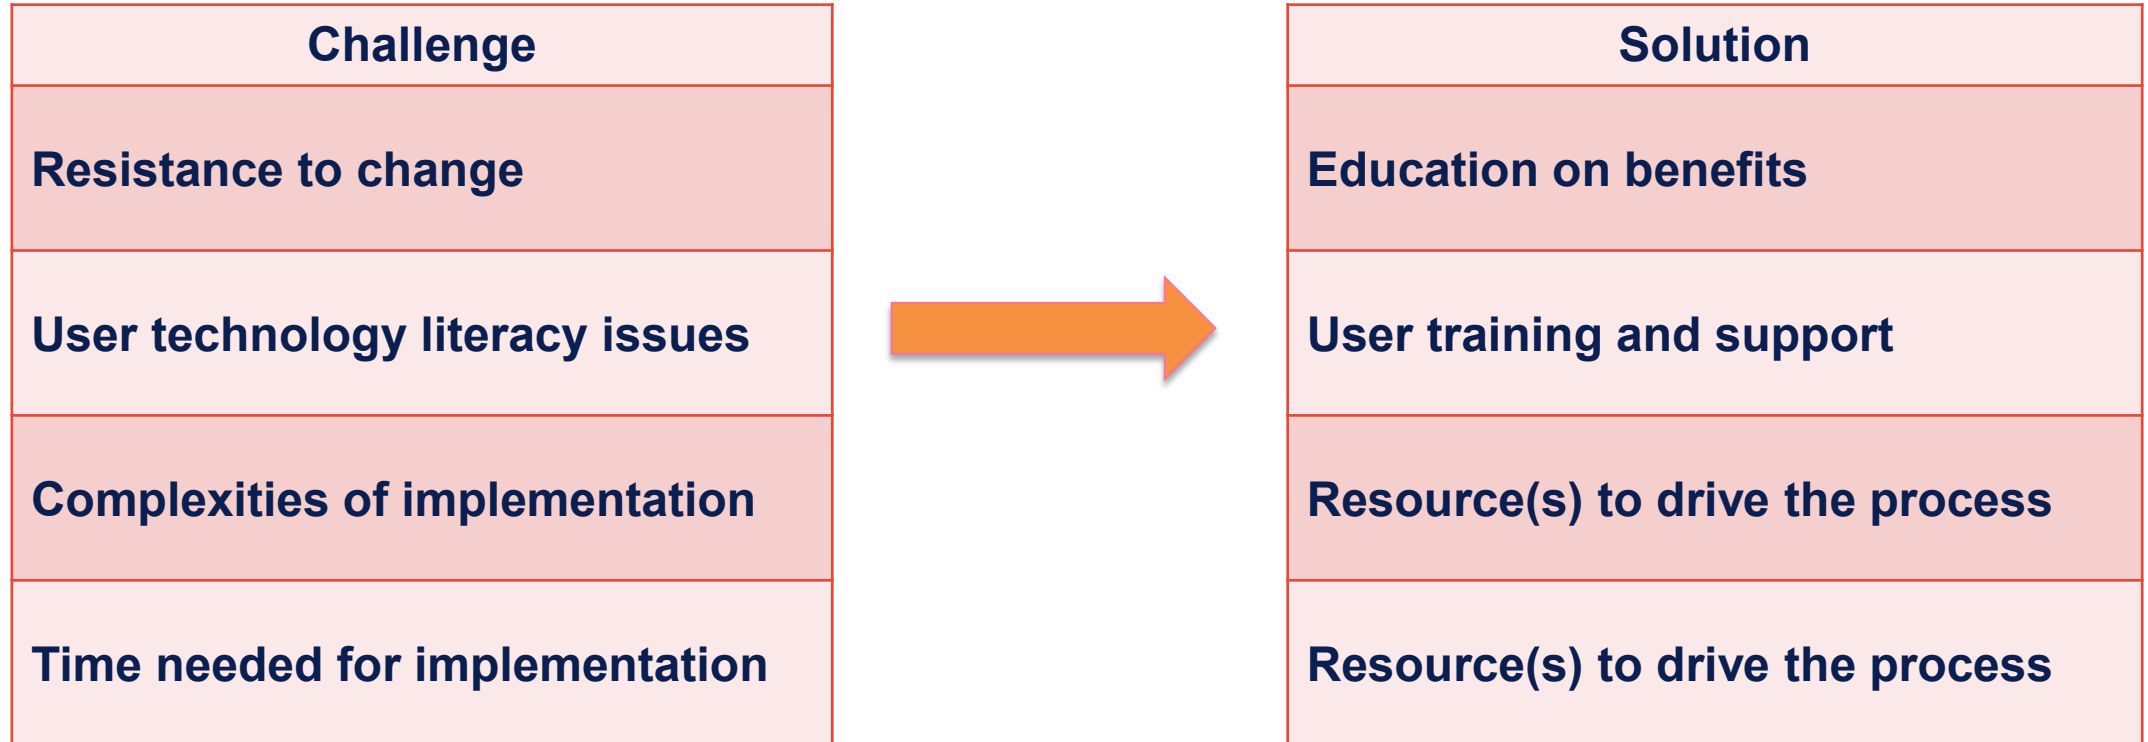 Challenge
Resistance to change
User technology literacy issues
Complexities of implementation
Time needed for implementation
Solution
Education on benefits
User training and support
Resource(s) to drive the process
Resource(s) to drive the process